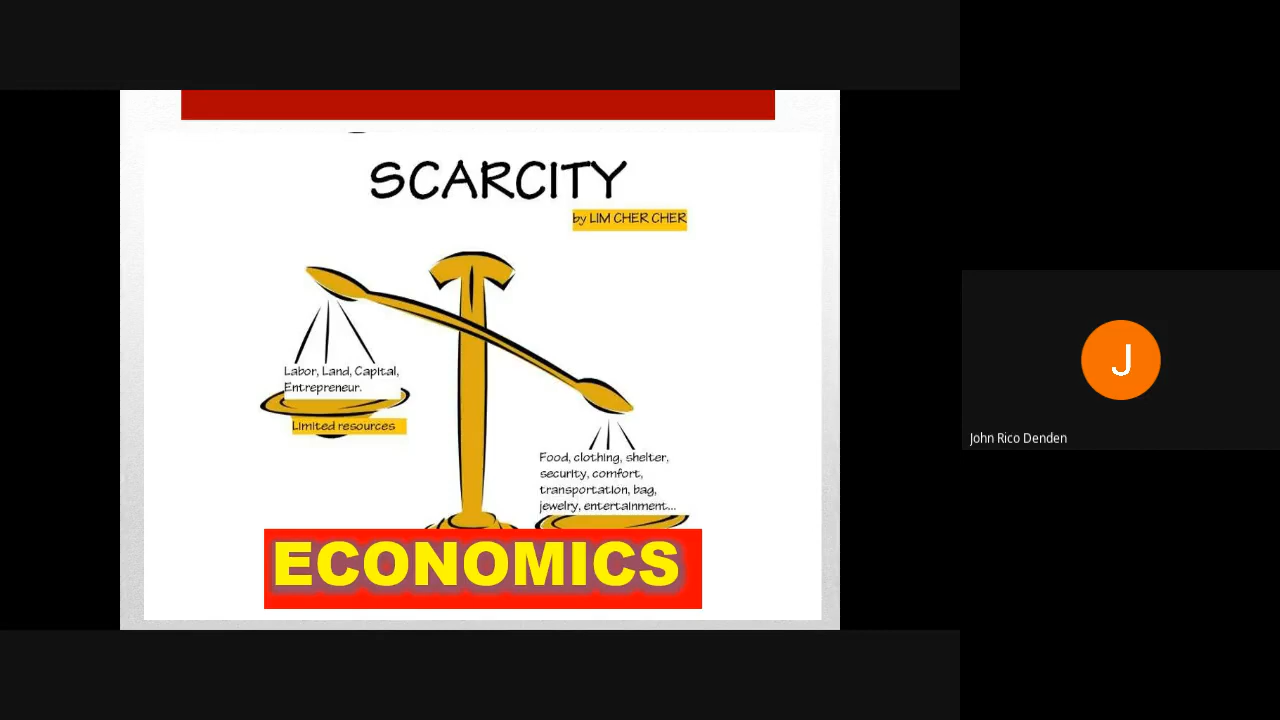 SCARCITY
by LIM CHER CHER
Labor, Land, Capital,
Entrepreneur.
Limited resources
Food, clothing, shelter,
security, comfort,
transportation, bag,
jewelry, entertainment...
ECONOMICS
J
John Rico Denden